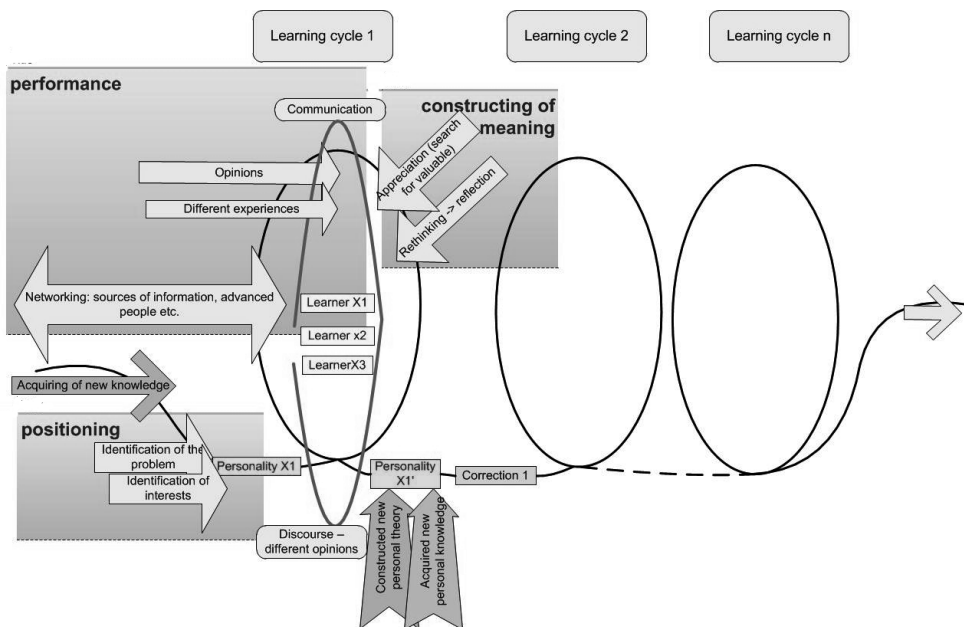 Learning cycle 1
Learning cycle 2
Learning cycle n
performance
Communication
constructing of
meaning
Appreciation (search
for valuable)
Rethinking -> reflection
Opinions
Different experiences
Networking: sources of information, advanced
people etc.
Learner X1
Learner x2
LearnerX3
Acquiring of new knowledge
positioning
Identification of the
problem
Identification of
interests
Personality X1
Personality
X1'
Correction 1
Discourse –
different opinions
Constructed new
personal theory
Acquired new
personal knowledge